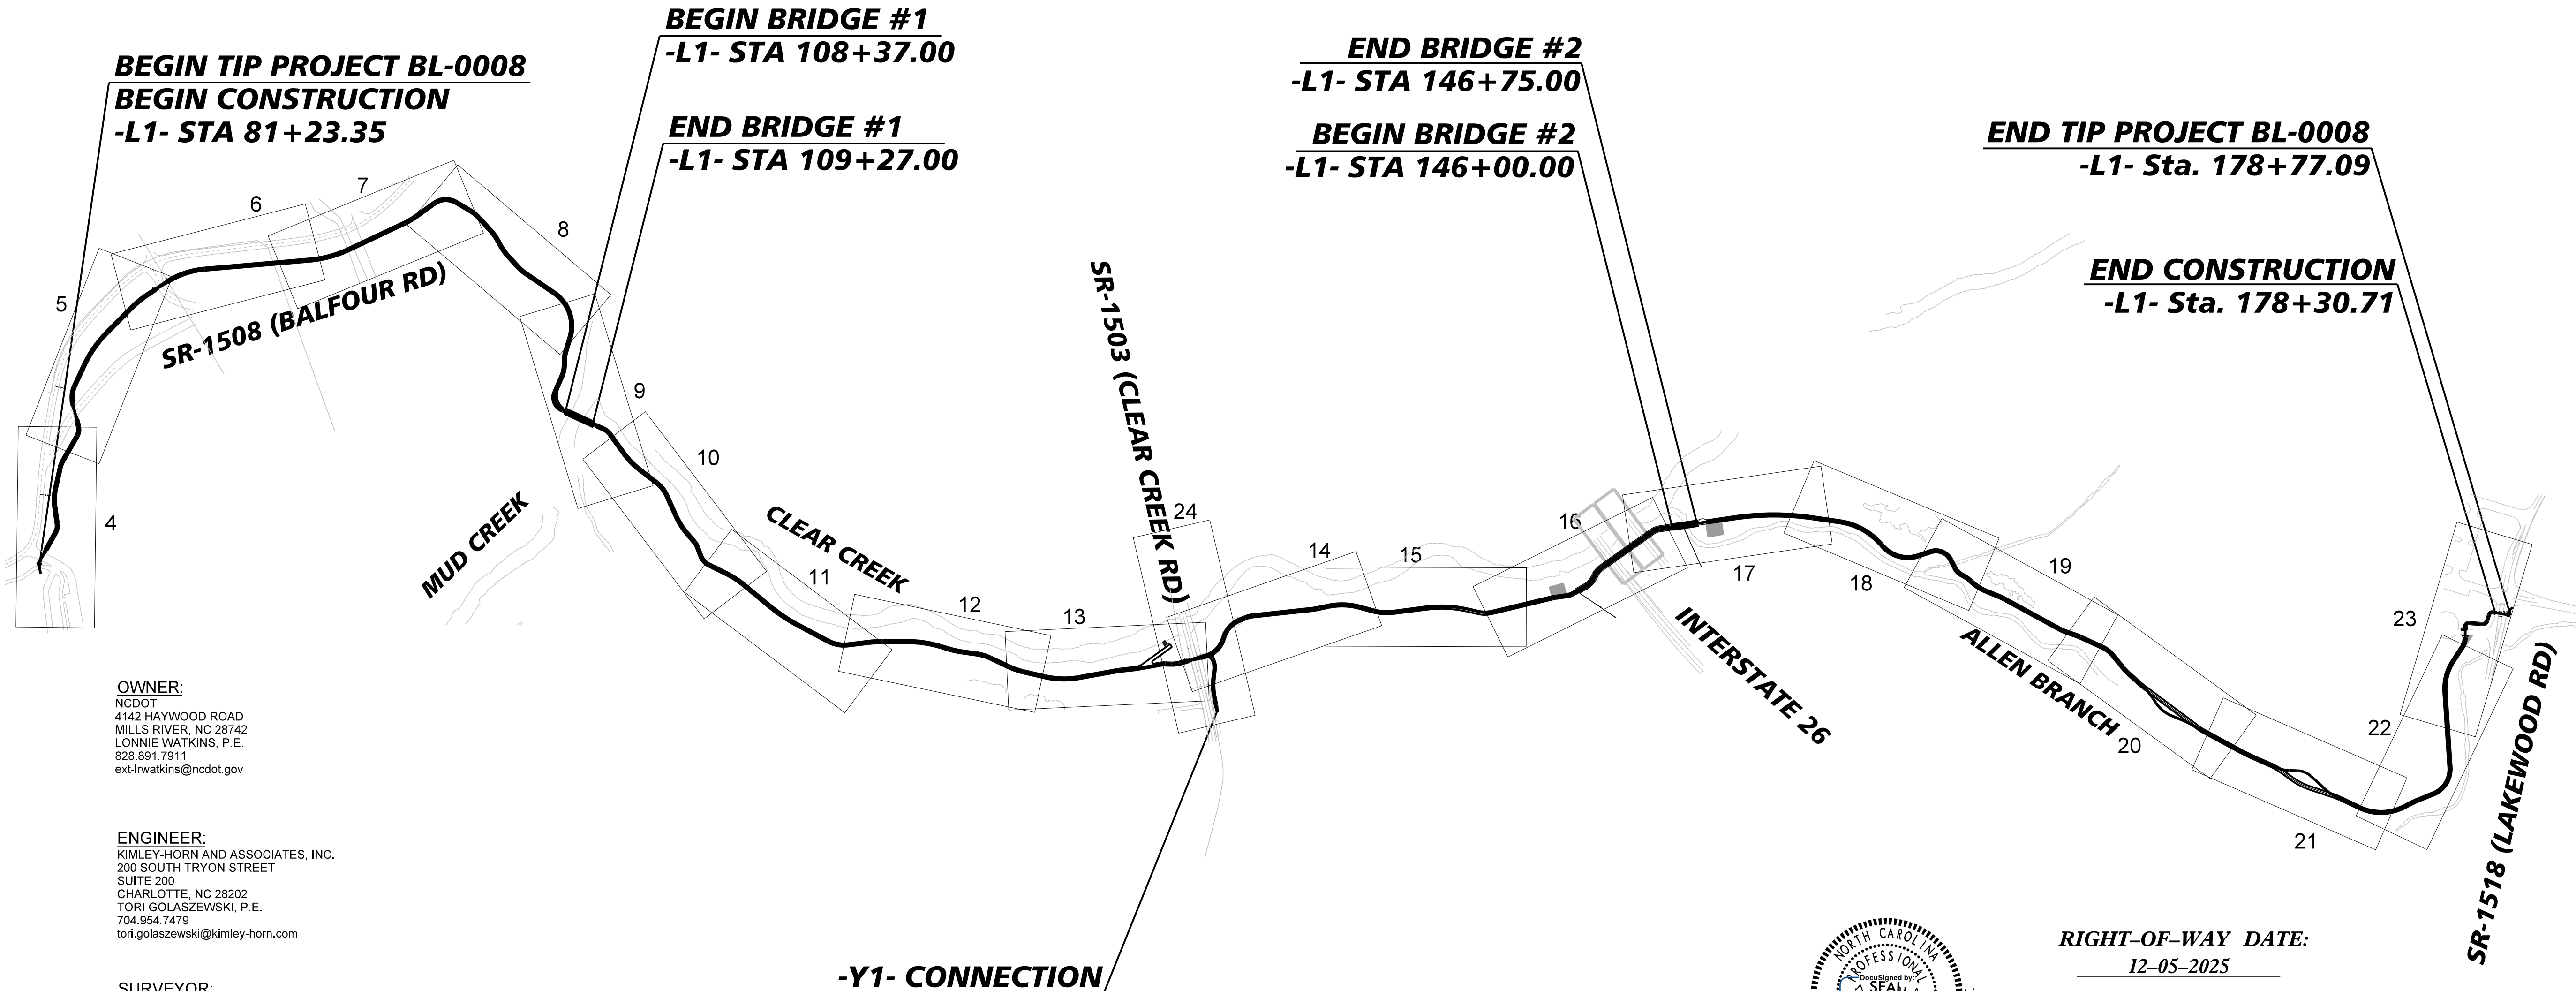 BEGIN TIP PROJECT BL-0008
BEGIN CONSTRUCTION
-L1- STA 81+23.35
BEGIN BRIDGE #1
-L1- STA 108+37.00
END BRIDGE #1
-L1- STA 109+27.00
END BRIDGE #2
-L1- STA 146+75.00
BEGIN BRIDGE #2
-L1- STA 146+00.00
END TIP PROJECT BL-0008
-L1- Sta. 178+77.09
END CONSTRUCTION
-L1- Sta. 178+30.71
4
5
6
7
8
9
10
11
12
13
24
14
15
16
17
18
19
20
21
22
23
SR-1508 (BALFOUR RD)
MUD CREEK
CLEAR CREEK
SR-1503 (CLEAR CREEK RD)
INTERSTATE 26
ALLEN BRANCH
SR-1518 (LAKEWOOD RD)
-Y1- CONNECTION
OWNER:
NCDOT
4142 HAYWOOD ROAD
MILLS RIVER, NC 28742
LONNIE WATKINS, P.E.
828.891.7911
ext-lrwatkins@ncdot.gov
ENGINEER:
KIMLEY-HORN AND ASSOCIATES, INC.
200 SOUTH TRYON STREET
SUITE 200
CHARLOTTE, NC 28202
TORI GOLASZEWSKI, P.E.
704.954.7479
tori.golaszewski@kimley-horn.com
SURVEYOR:
NORTH CAROLINA
PROFESSIONAL
DocuSigned by:
SEAL
RIGHT-OF-WAY DATE:
12-05-2025